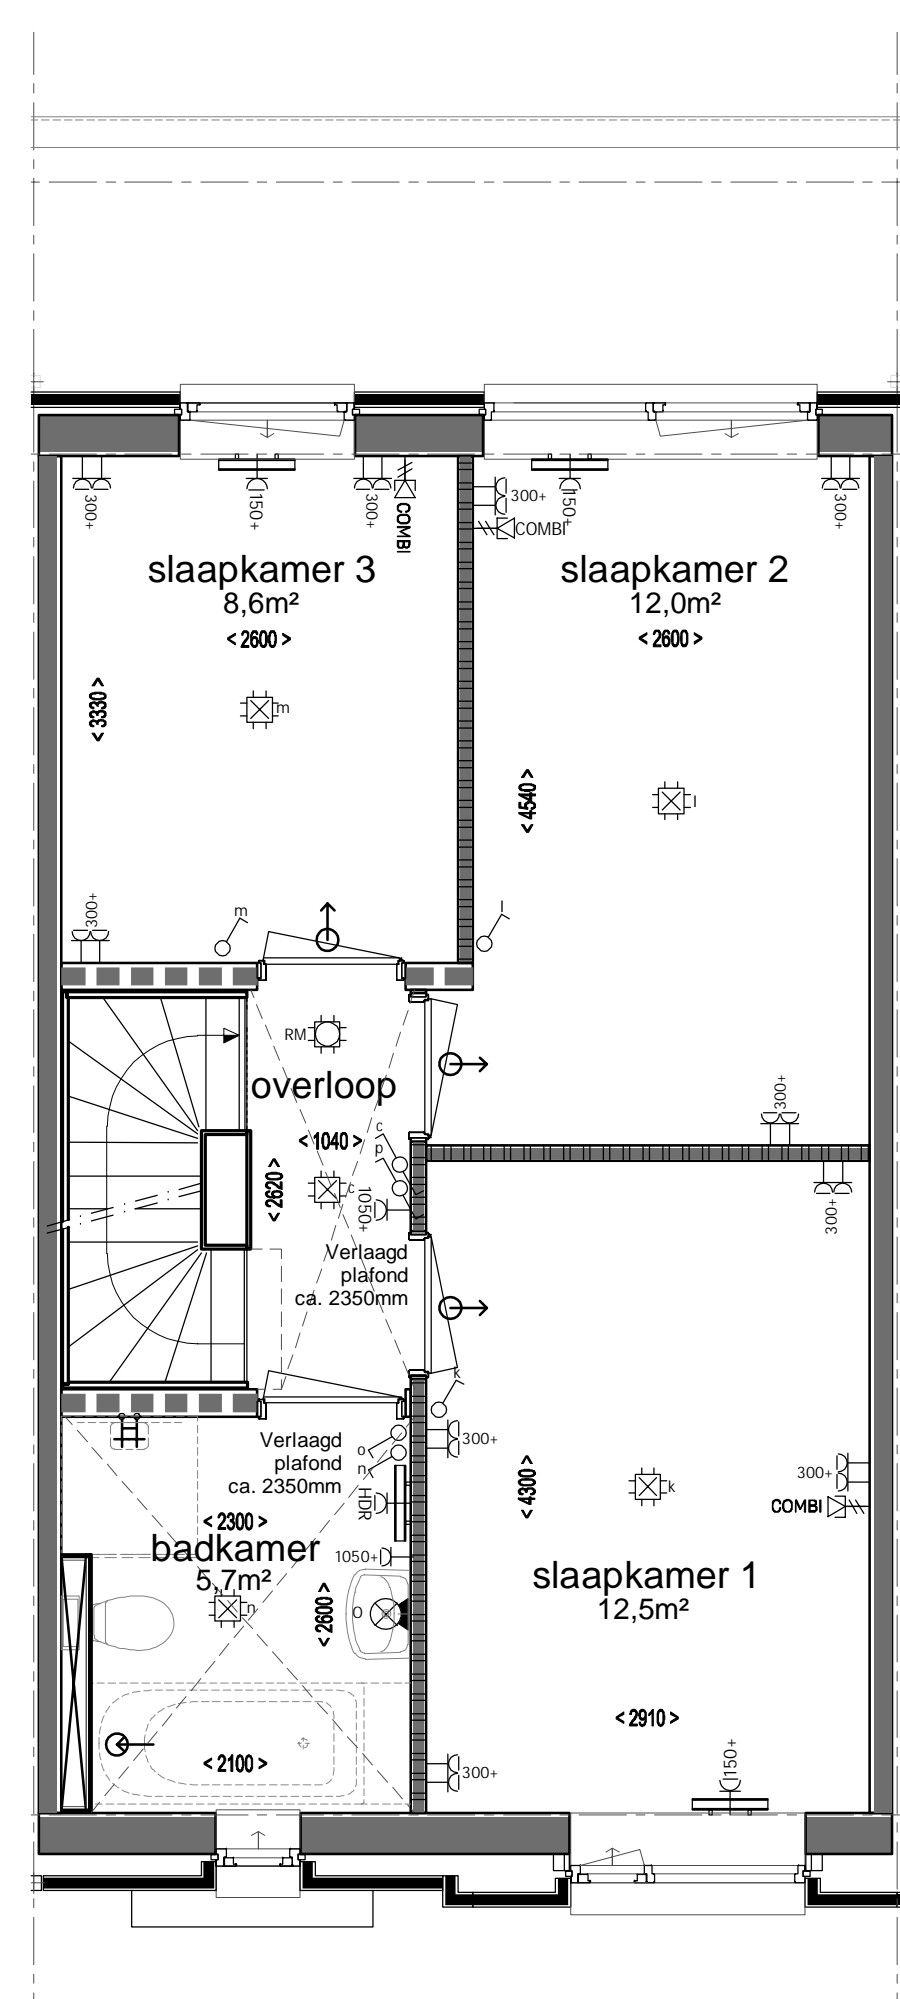 300+
150+
300+
COMBI
300+
COMBI
150+
300+
slaapkamer 3
8,6m²
< 2600 >
slaapkamer 2
12,0m²
< 2600 >
< 3330 >
m
< 4540 >
l
300+
m
l
RM
overloop
< 1040 >
c
p
300+
< 2620 >
c
1050+
300+
Verlaagd
plafond
ca. 2350mm
k
Verlaagd
plafond
ca. 2350mm
o
n
300+
HDR
< 2300 >
badkamer
5,7m²
n
1050+
< 2600 >
O
< 4300 >
k
300+
COMBI
slaapkamer 1
12,5m²
< 2910 >
< 2100 >
300+
150+